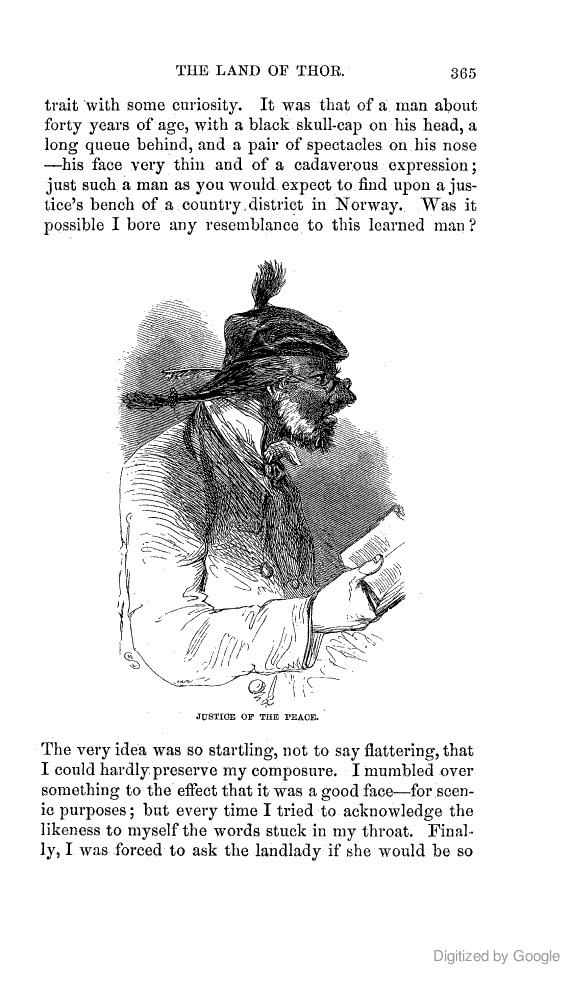 THE LAND OF THOR. 365
trait with some curiosity. It was that of a man about
forty years of age, with a black skull-cap on his head, a
long queue behind, and a pair of spectacles on his nose
—his face very thin and of a cadaverous expression;
just such a man as you would expect to find upon a jus-
tice's bench of a country district in Norway. Was it
possible I bore any resemblance to this learned man?
JUSTICE OF THE PEACE.
The very idea was so startling, not to say flattering, that
I could hardly preserve my composure. I mumbled over
something to the effect that it was a good face—for scen-
ic purposes; but every time I tried to acknowledge the
likeness to myself the words stuck in my throat. Final-
ly, I was forced to ask the landlady if she would be so
Digitized by Google